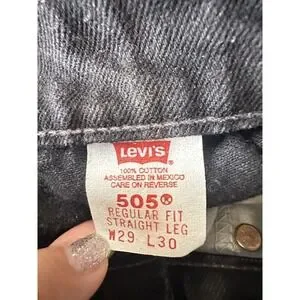 LEVI'S
100% COTTON
ASSEMBLED IN MEXICO
CARE ON REVERSE
505®
REGULAR FIT
STRAIGHT LEG
W29 L30